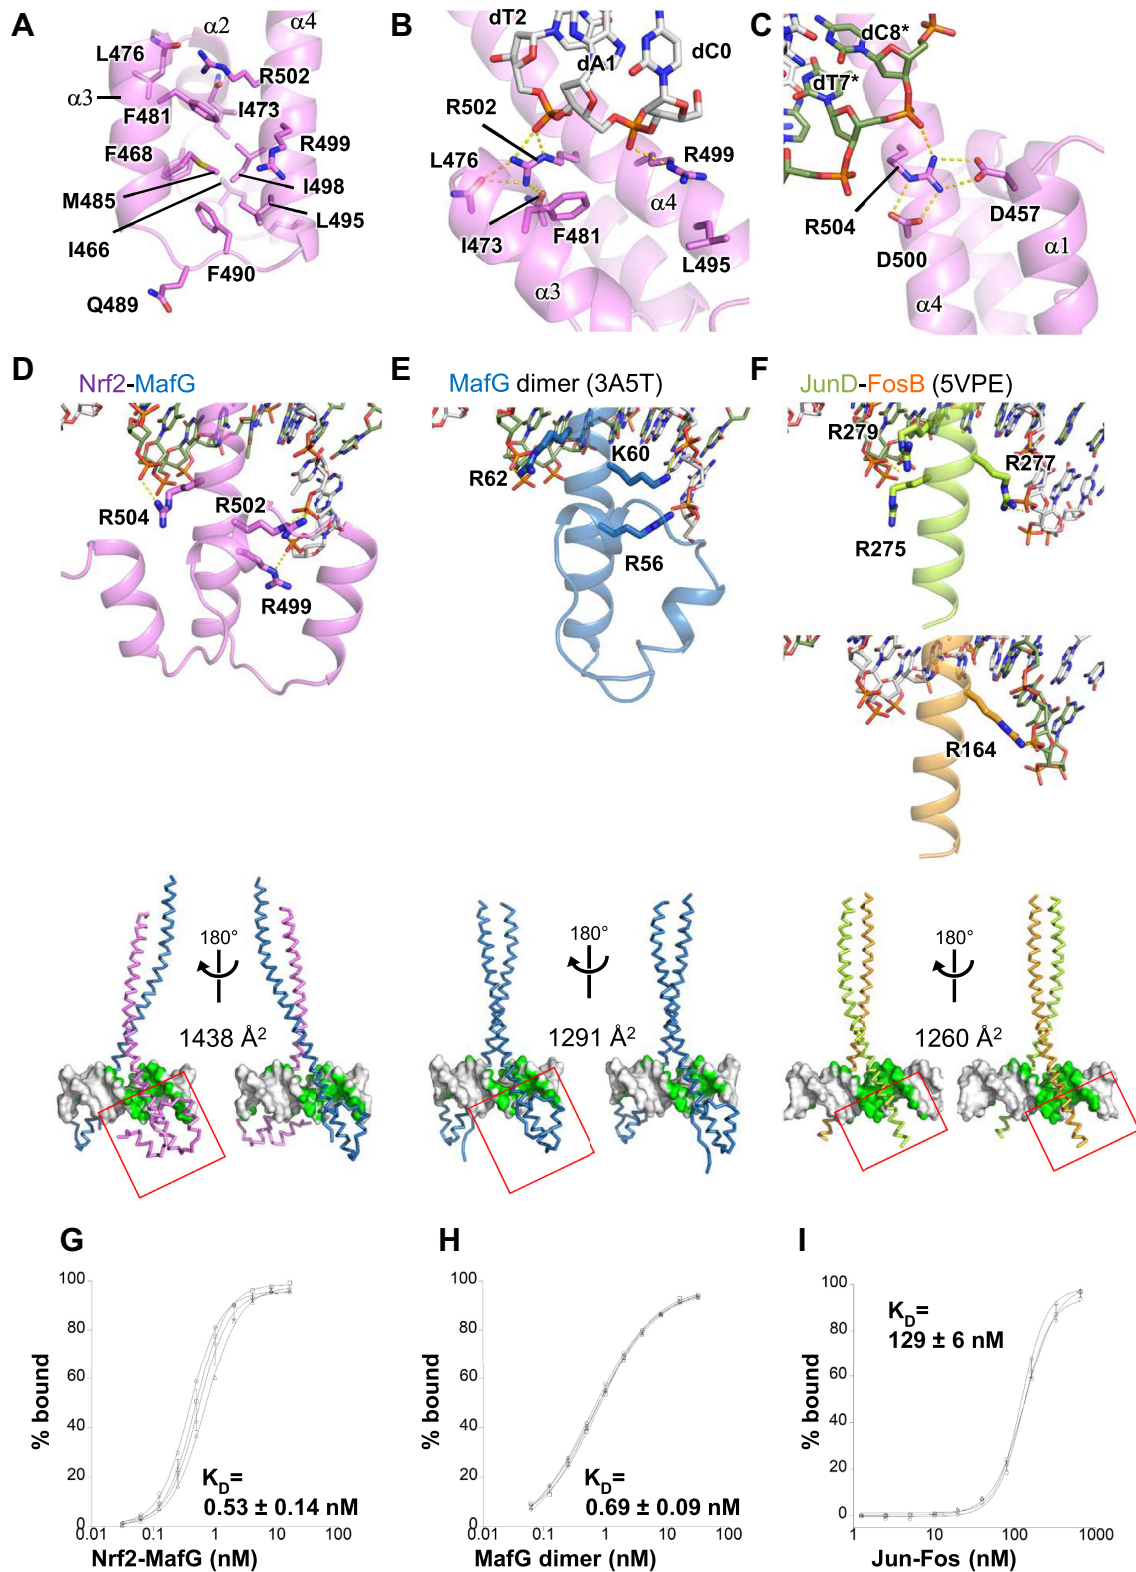 A
α2
α4
L476
R502
α3
F481
I473
F468
R499
M485
I498
I466
L495
F490
Q489
B
dT2
dA1
dC0
R502
L476
R499
α4
I473
F481
L495
α3
C
dC8*
dT7*
R504
D457
D500
α1
α4
D
Nrf2-MafG
R504
R502
R499
E
MafG dimer (3A5T)
K60
R62
R56
F
JunD-FosB (5VPE)
R279
R277
R275
R164
180°
1438 Å²
180°
1291 Å²
180°
1260 Å²
G
100
80
60
40
20
0
% bound
K_D=
0.53 ± 0.14 nM
0.01 0.1 1 10 100
Nrf2-MafG (nM)
H
100
80
60
40
20
0
% bound
K_D=
0.69 ± 0.09 nM
0.01 0.1 1 10 100
MafG dimer (nM)
I
100
80
60
40
20
0
% bound
K_D=
129 ± 6 nM
1 10 100 1000
Jun-Fos (nM)